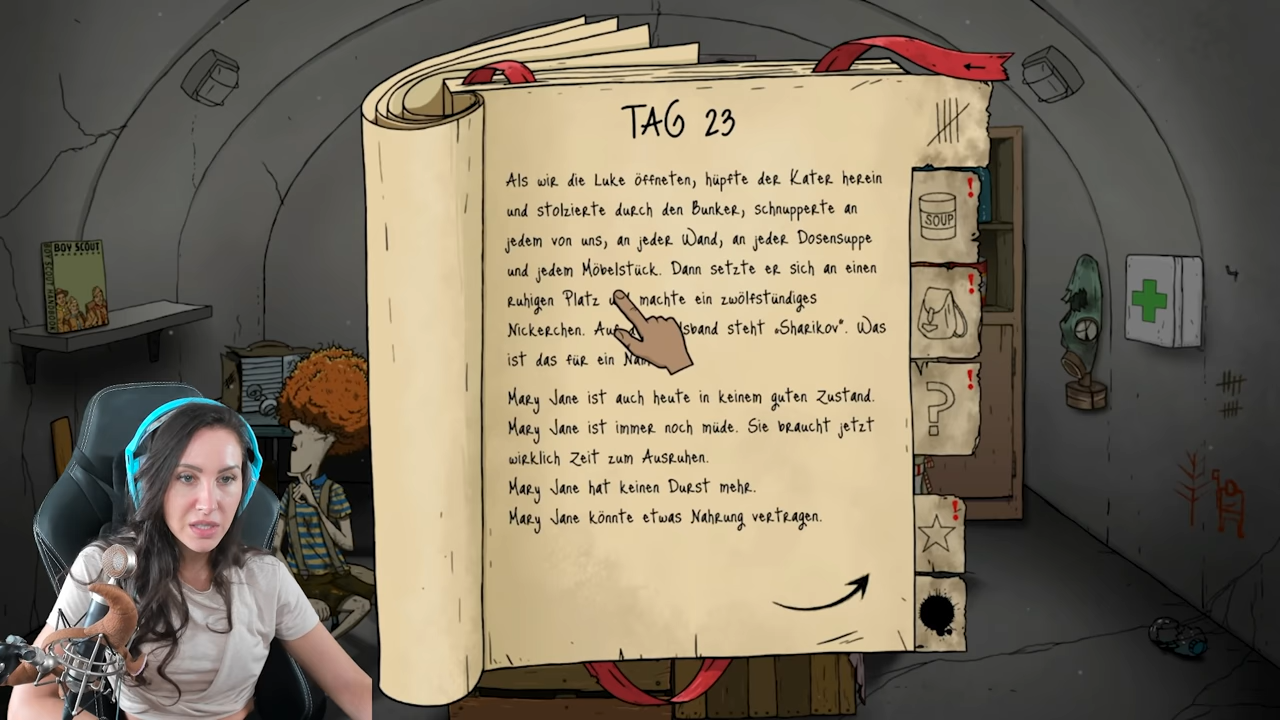 TAG 23
Als wir die Luke öffneten, hüpfte der Kater herein
und stolzierte durch den Bunker, schnupperte an
jedem von uns, an jeder Wand, an jeder Dosensuppe
und jedem Möbelstück. Dann setzte er sich an einen
ruhigen Platz machte ein zwölfstündiges
Nickerchen. steht „Sharikov“. Was
ist das für ein
Mary Jane ist auch heute in keinem guten Zustand.
Mary Jane ist immer noch müde. Sie braucht jetzt
wirklich Zeit zum Ausruhen.
Mary Jane hat keinen Durst mehr.
Mary Jane könnte etwas Nahrung vertragen.
!
SOUP
!
!
?
!
BOY SCOUT